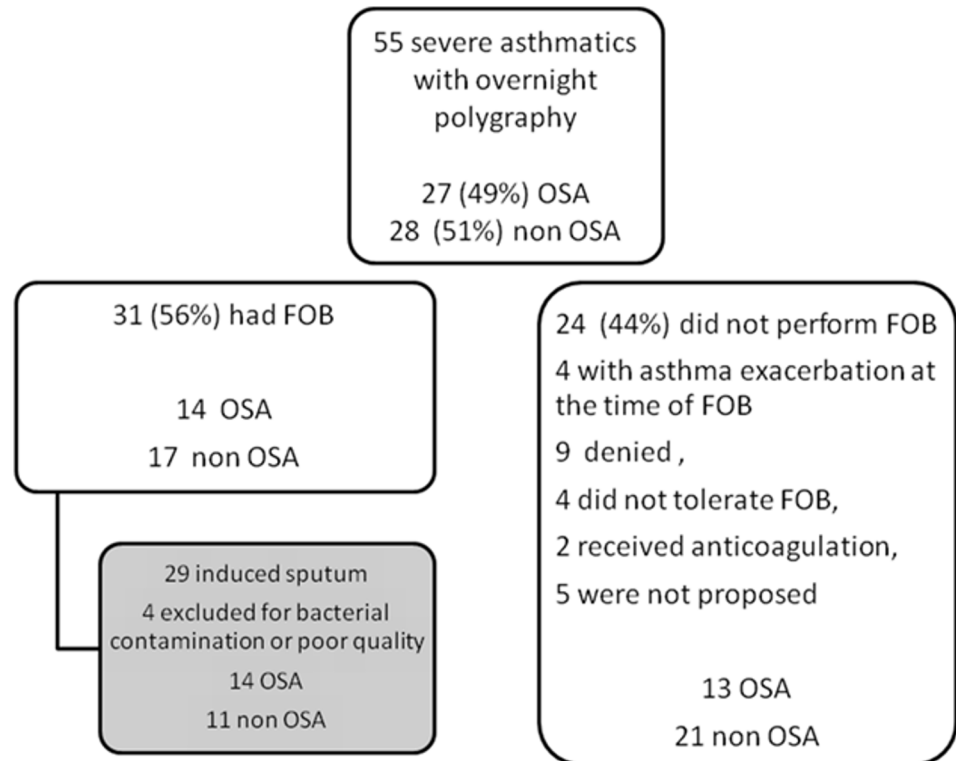 55 severe asthmatics
with overnight
polygraphy
27 (49%) OSA
28 (51%) non OSA
31 (56%) had FOB
14 OSA
17 non OSA
29 induced sputum
4 excluded for bacterial
contamination or poor quality
14 OSA
11 non OSA
24 (44%) did not perform FOB
4 with asthma exacerbation at
the time of FOB
9 denied ,
4 did not tolerate FOB,
2 received anticoagulation,
5 were not proposed
13 OSA
21 non OSA